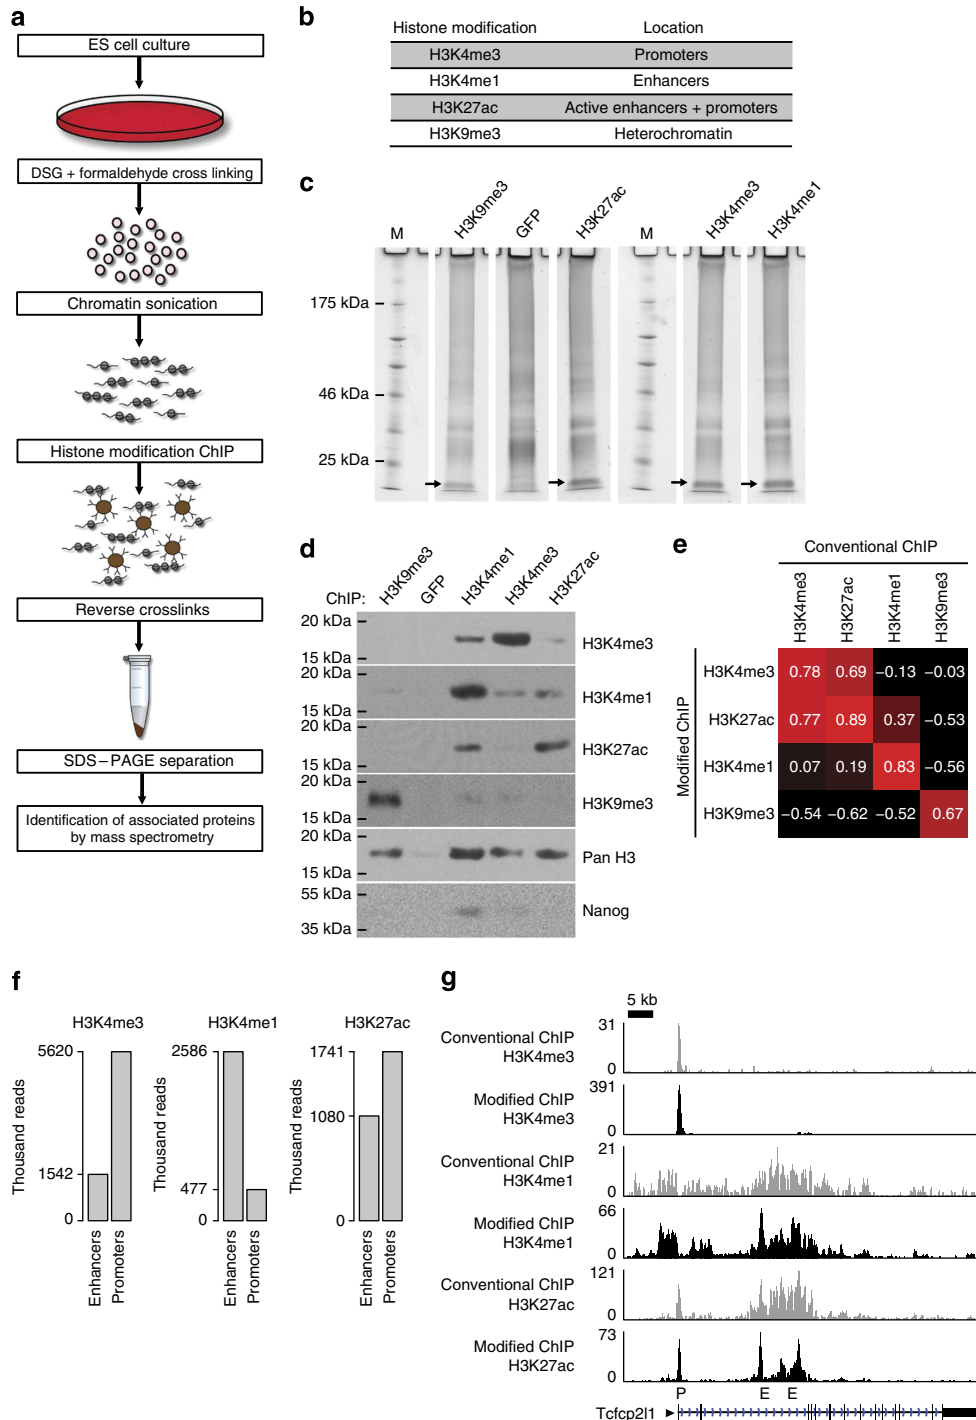 a
ES cell culture
DSG + formaldehyde cross linking
Chromatin sonication
Histone modification ChIP
Reverse crosslinks
SDS–PAGE separation
Identification of associated proteins
by mass spectrometry
b
Histone modification Location
H3K4me3 Promoters
H3K4me1 Enhancers
H3K27ac Active enhancers + promoters
H3K9me3 Heterochromatin
c
M H3K9me3 GFP H3K27ac M H3K4me3 H3K4me1
175 kDa
46 kDa
25 kDa
d
ChIP: H3K9me3 GFP H3K4me1 H3K4me3 H3K27ac
20 kDa
15 kDa
H3K4me3
20 kDa
15 kDa
H3K4me1
20 kDa
15 kDa
H3K27ac
20 kDa
15 kDa
H3K9me3
20 kDa
15 kDa
Pan H3
55 kDa
35 kDa
Nanog
e
Conventional ChIP
H3K4me3 H3K27ac H3K4me1 H3K9me3
Modified ChIP
H3K4me3 0.78 0.69 −0.13 −0.03
H3K27ac 0.77 0.89 0.37 −0.53
H3K4me1 0.07 0.19 0.83 −0.56
H3K9me3 −0.54 −0.62 −0.52 0.67
f
H3K4me3
Thousand reads
5620
1542
0
Enhancers
Promoters
H3K4me1
Thousand reads
2586
477
0
Enhancers
Promoters
H3K27ac
Thousand reads
1741
1080
0
Enhancers
Promoters
g
5 kb
Conventional ChIP
H3K4me3
31
0
Modified ChIP
H3K4me3
391
0
Conventional ChIP
H3K4me1
21
0
Modified ChIP
H3K4me1
66
0
Conventional ChIP
H3K27ac
121
0
Modified ChIP
H3K27ac
73
0
P E E
Tcfcp2l1